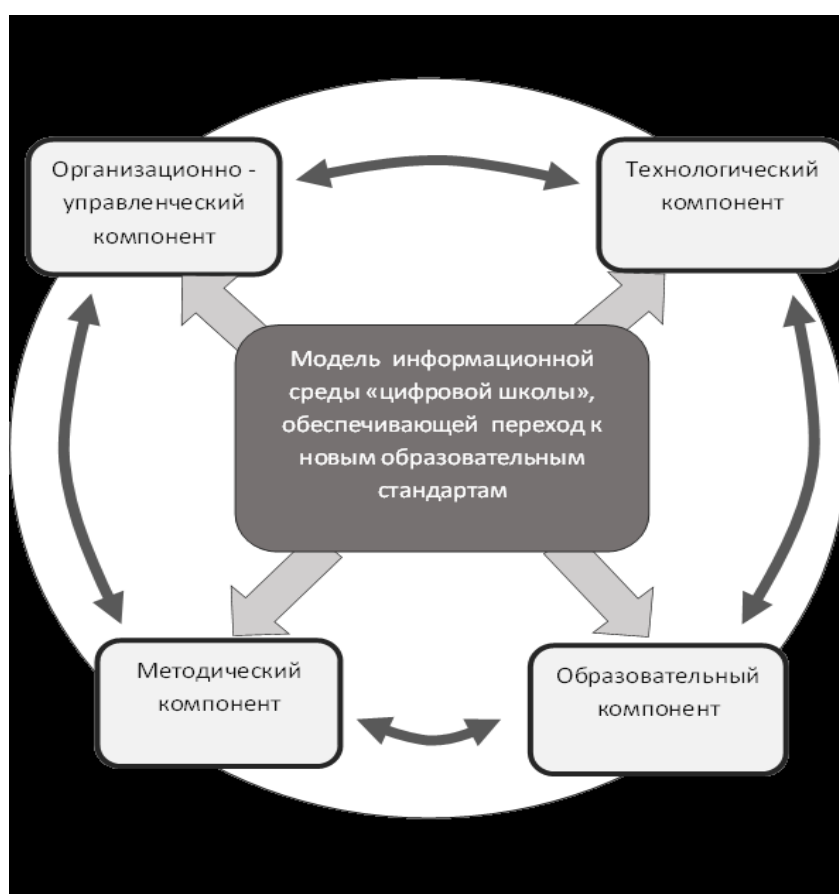 Организационно -
управленческий
компонент
Технологический
компонент
Модель информационной
среды «цифровой школы»,
обеспечивающей переход к
новым образовательным
стандартам
Методический
компонент
Образовательный
компонент